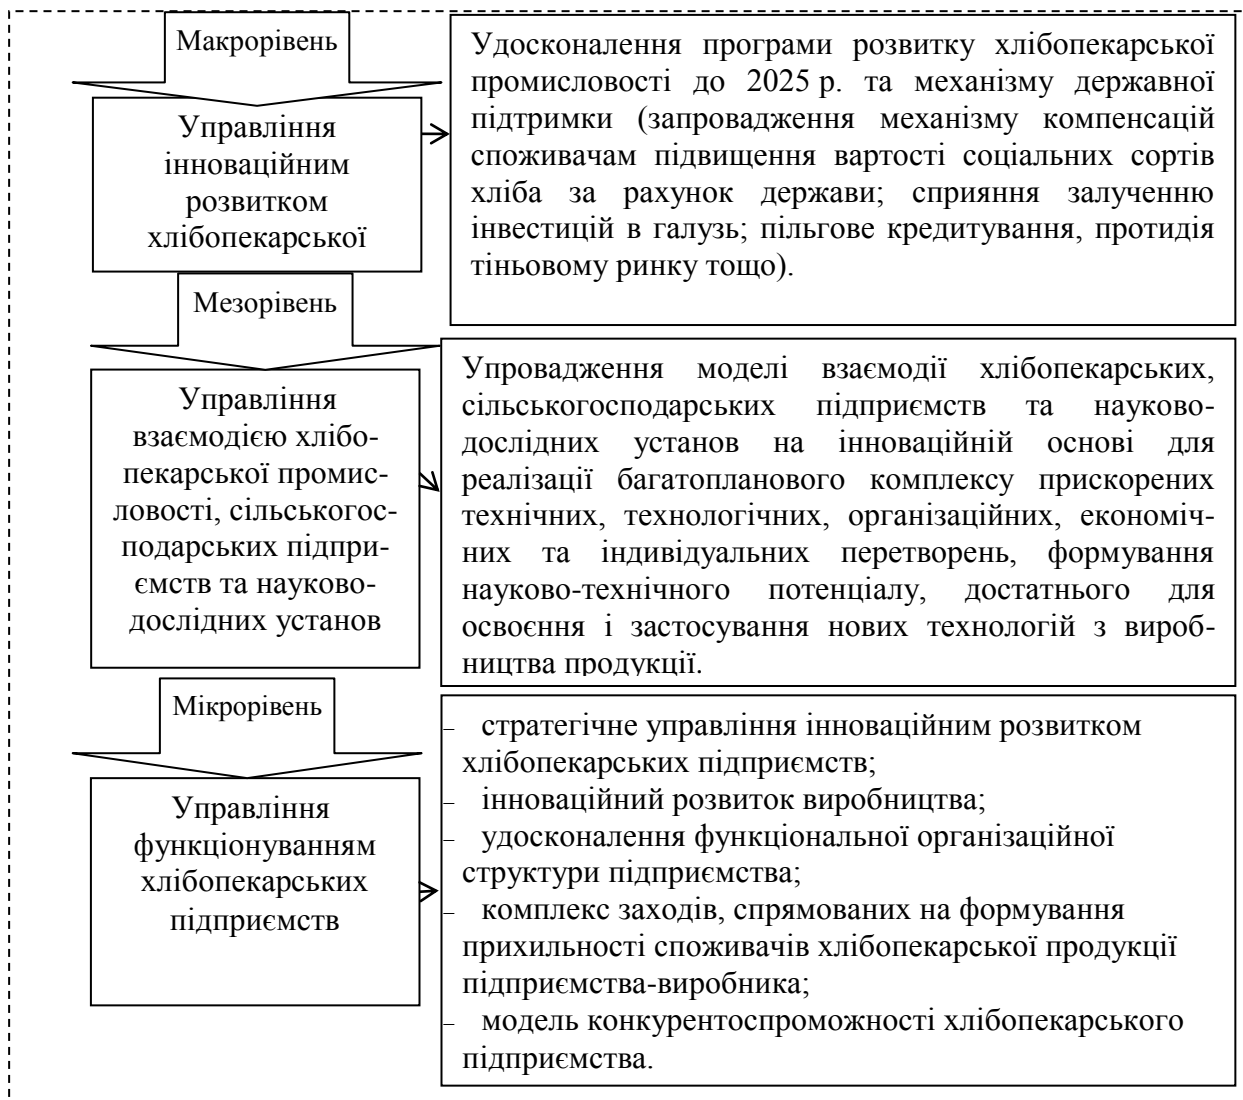 Макрорівень
Управління
інноваційним
розвитком
хлібопекарської
Удосконалення програми розвитку хлібопекарської
промисловості до 2025 р. та механізму державної
підтримки (запровадження механізму компенсацій
споживачам підвищення вартості соціальних сортів
хліба за рахунок держави; сприяння залученню
інвестицій в галузь; пільгове кредитування, протидія
тіньовому ринку тощо).
Мезорівень
Управління
взаємодією хлібо-
пекарської промис-
ловості, сільськогос-
подарських підпри-
ємств та науково-
дослідних установ
Упровадження моделі взаємодії хлібопекарських,
сільськогосподарських підприємств та науково-
дослідних установ на інноваційній основі для
реалізації багатопланового комплексу прискорених
технічних, технологічних, організаційних, економіч-
них та індивідуальних перетворень, формування
науково-технічного потенціалу, достатнього для
освоєння і застосування нових технологій з вироб-
ництва продукції.
Мікрорівень
Управління
функціонуванням
хлібопекарських
підприємств
– стратегічне управління інноваційним розвитком
хлібопекарських підприємств;
– інноваційний розвиток виробництва;
– удосконалення функціональної організаційної
структури підприємства;
– комплекс заходів, спрямованих на формування
прихильності споживачів хлібопекарської продукції
підприємства-виробника;
– модель конкурентоспроможності хлібопекарського
підприємства.